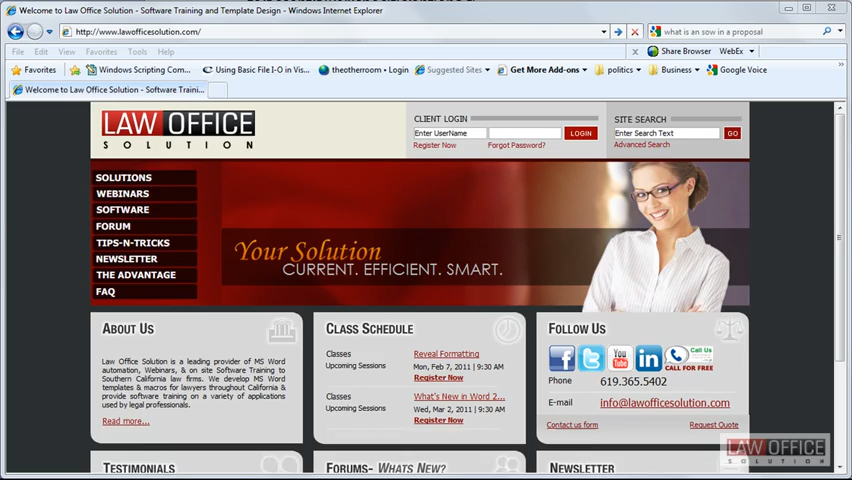 Welcome to Law Office Solution - Software Training and Template Design - Windows Internet Explorer
http://www.lawofficesolution.com/
what is an sow in a proposal
File Edit View Favorites Tools Help
x Share Browser WebEx
Favorites Windows Scripting Com... Using Basic File I-O in Vis... theotherroom • Login Suggested Sites Get More Add-ons politics Business Google Voice
Welcome to Law Office Solution - Software Traini...
LAW OFFICE
SOLUTION
CLIENT LOGIN
Enter UserName
LOGIN
Register Now Forgot Password?
SITE SEARCH
Enter Search Text
GO
Advanced Search
SOLUTIONS
WEBINARS
SOFTWARE
FORUM
TIPS-N-TRICKS
NEWSLETTER
THE ADVANTAGE
FAQ
Your Solution
CURRENT. EFFICIENT. SMART.
ABOUT US
Law Office Solution is a leading provider of MS Word
automation, Webinars, & on site Software Training to
Southern California law firms. We develop MS Word
templates & macros for lawyers throughout California &
provide software training on a variety of applications
used by legal professionals.
Read more...
CLASS SCHEDULE
Classes Reveal Formatting
Upcoming Sessions Mon, Feb 7, 2011 | 9:30 AM
Register Now
Classes What's New in Word 2...
Upcoming Sessions Wed, Mar 2, 2011 | 9:30 AM
Register Now
FOLLOW US
f t You Tube in Call Us
CALL FOR FREE
Phone 619.365.5402
E-mail info@lawofficesolution.com
Contact us form Request Quote
TESTIMONIALS
FORUMS- WHATS NEW?
NEWSLETTER
LAW OFFICE
SOLUTION